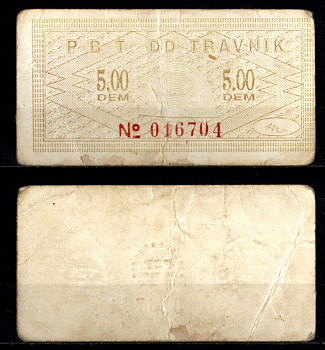 P B T DD TRAVNIK
5.00 5.00
DEM DEM
№ 016704